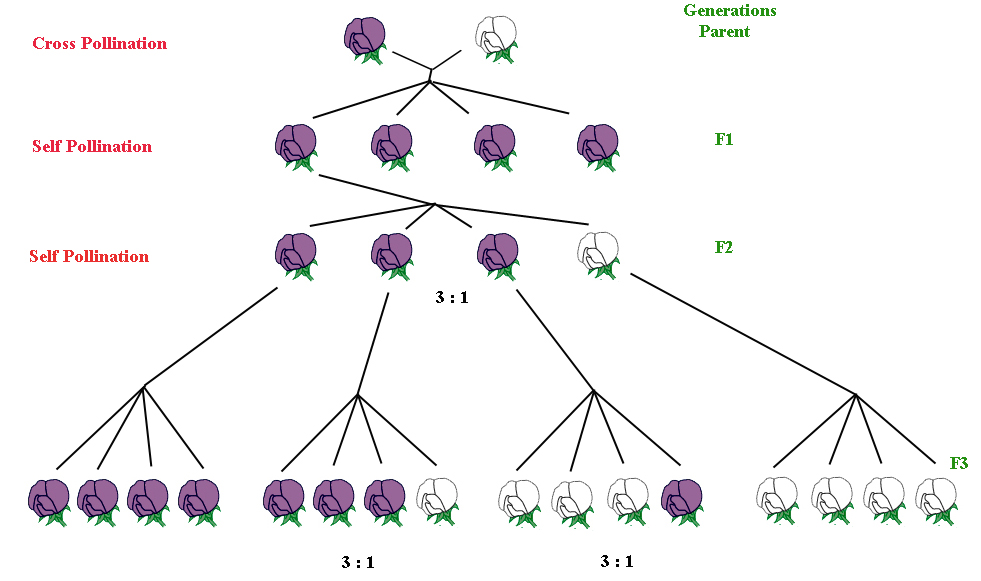 Generations
Parent
Cross Pollination
Self Pollination
F1
Self Pollination
F2
3 : 1
F3
3 : 1
3 : 1